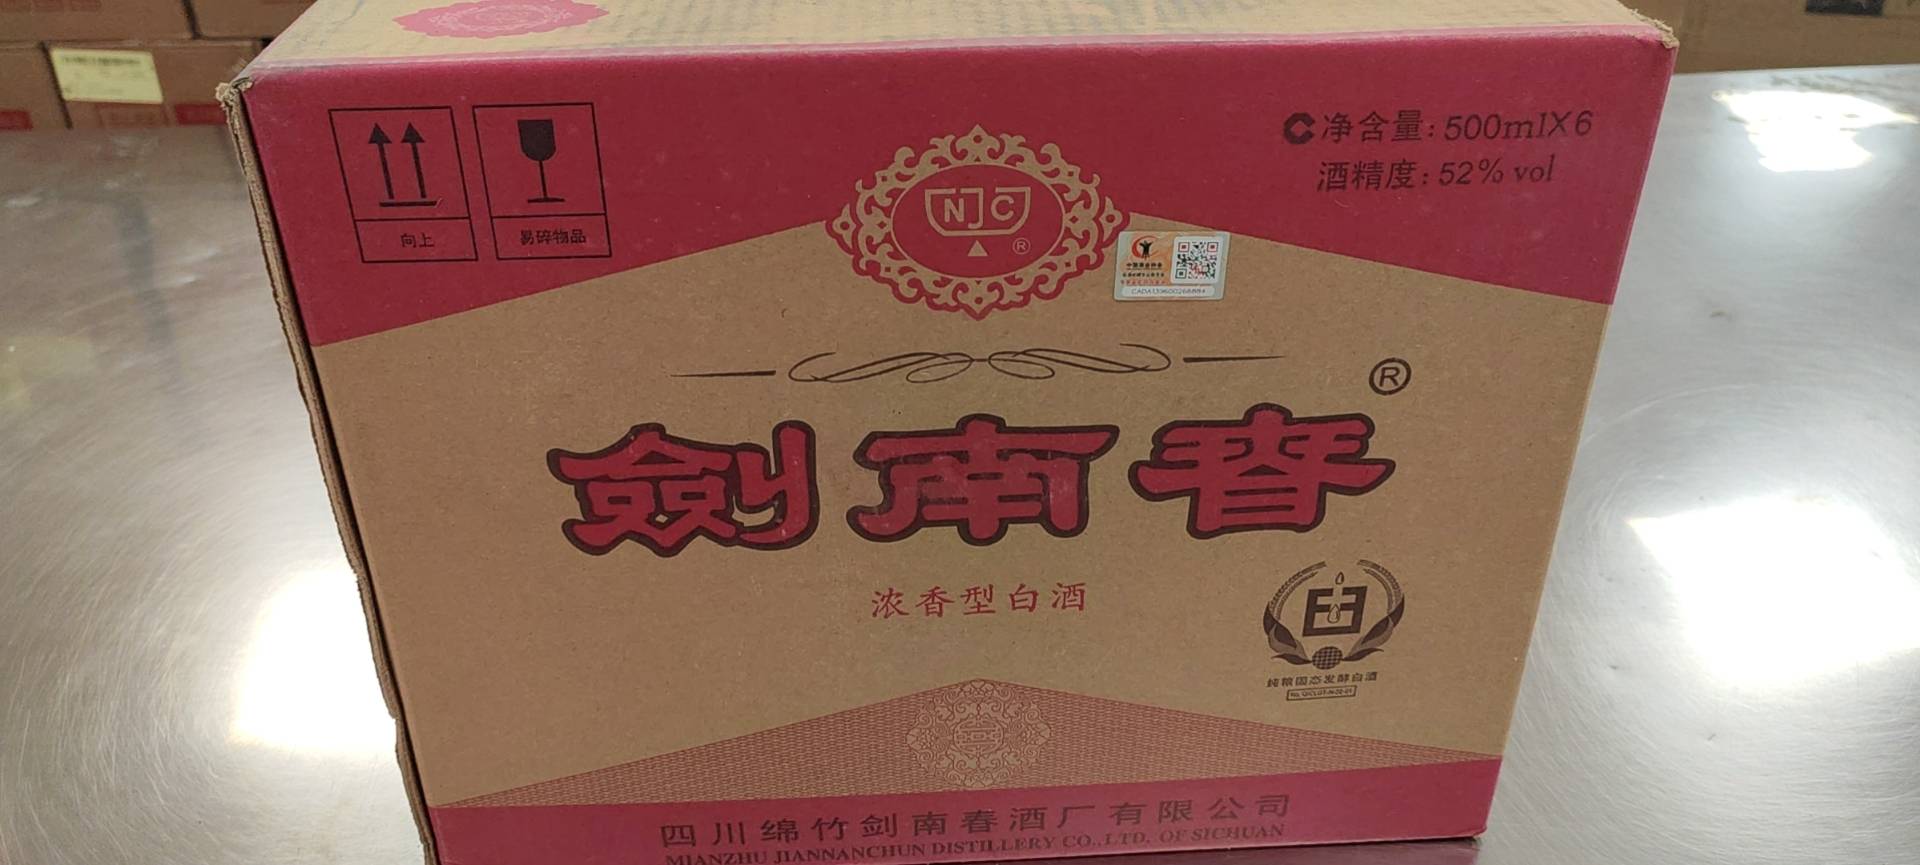 净含量: 500mlX6
酒精度: 52% vol
向上
易碎物品
NJC
®
®
劍南春
浓香型白酒
纯粮固态发酵白酒
四川绵竹剑南春酒厂有限公司
MIANZHU JIANNANCHUN DISTILLERY CO.,LTD. OF SICHUAN